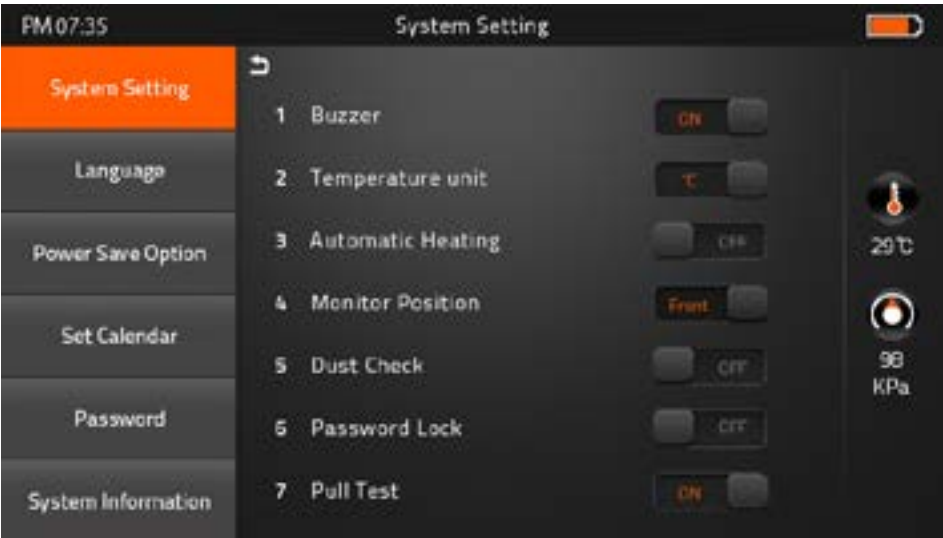 PM 07:35
System Setting
System Setting
Language
Power Save Option
Set Calendar
Password
System Information
1 Buzzer ON
2 Temperature unit ℃
3 Automatic Heating OFF
4 Monitor Position Front
5 Dust Check OFF
6 Password Lock OFF
7 Pull Test ON
29℃
98
KPa